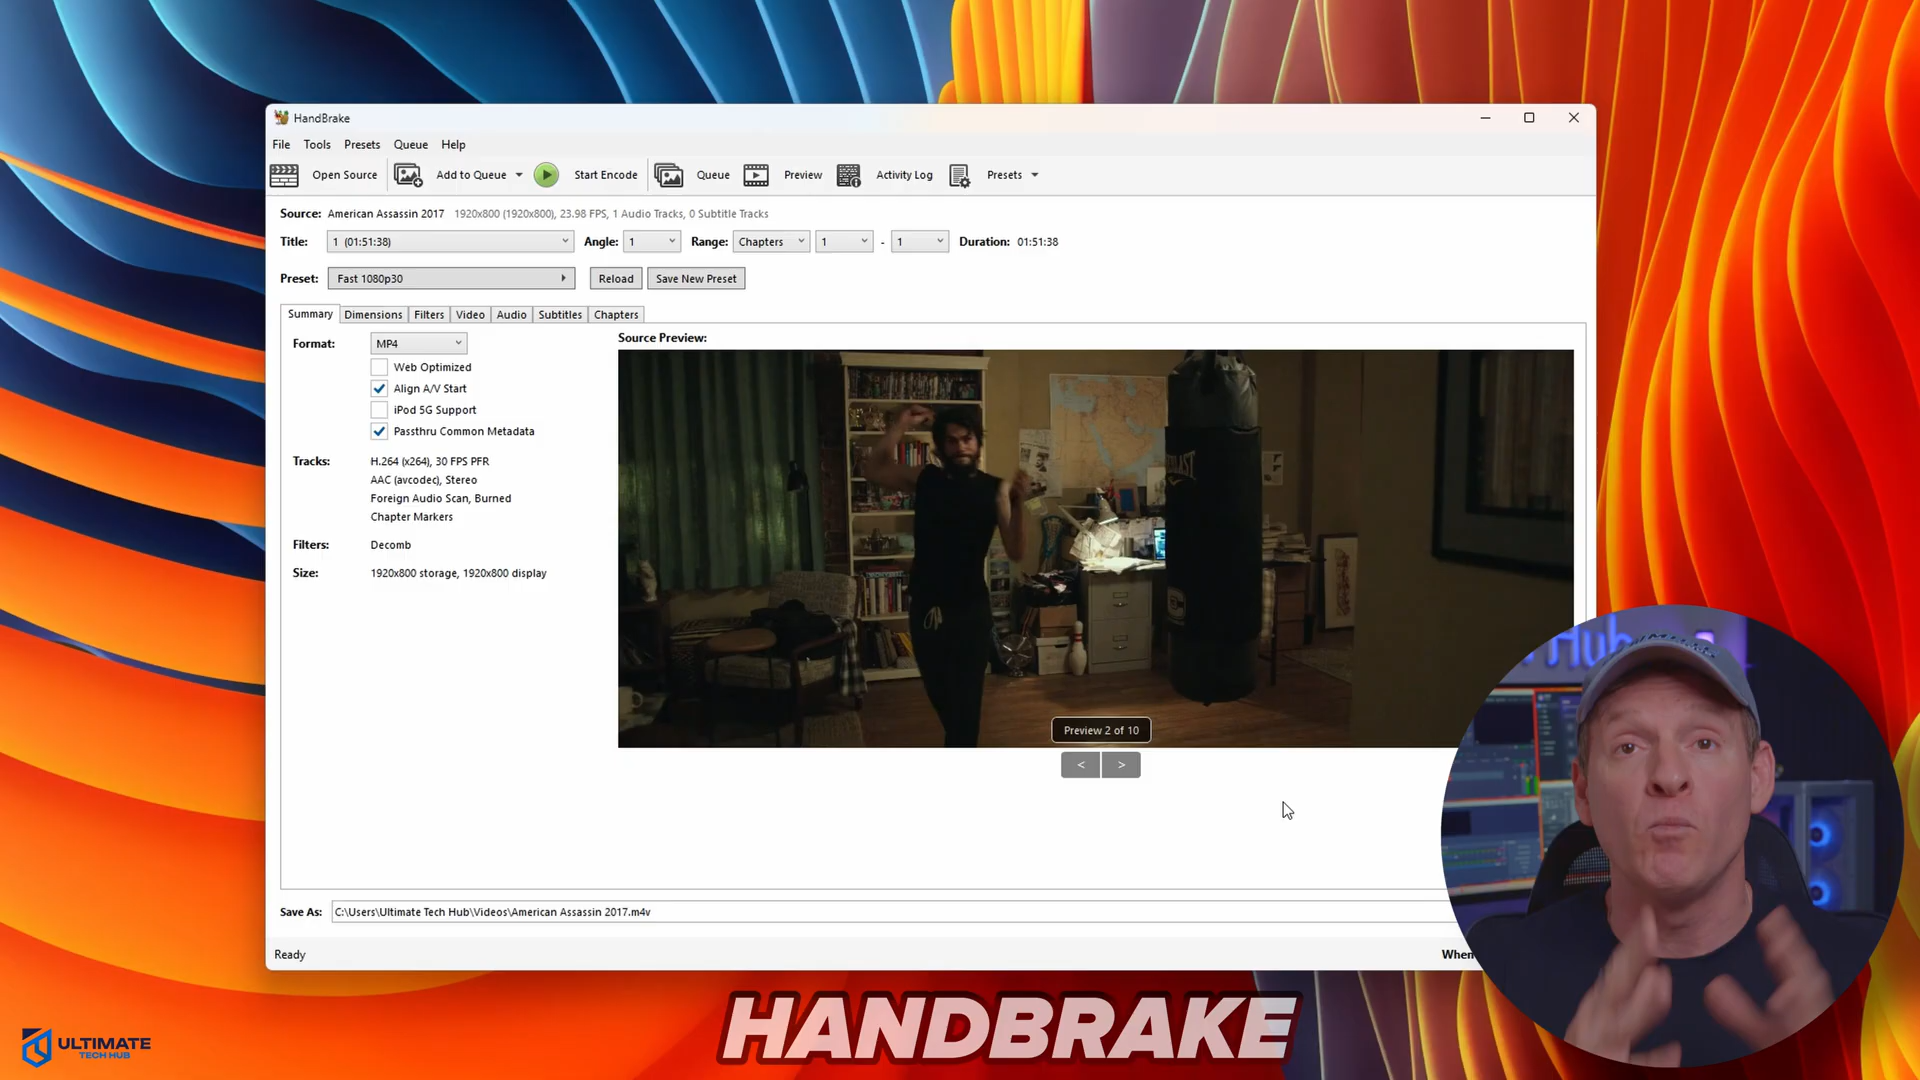 HandBrake
File Tools Presets Queue Help
Open Source Add to Queue Start Encode Queue Preview Activity Log Presets
Source: American Assassin 2017 1920x800 (1920x800), 23.98 FPS, 1 Audio Tracks, 0 Subtitle Tracks
Title: 1 (01:51:38) Angle: 1 Range: Chapters 1 - 1 Duration: 01:51:38
Preset: Fast 1080p30 Reload Save New Preset
Summary Dimensions Filters Video Audio Subtitles Chapters
Format: MP4
Source Preview:
Web Optimized
Align A/V Start
iPod 5G Support
Passthru Common Metadata
Tracks: H.264 (x264), 30 FPS PFR
AAC (avcodec), Stereo
Foreign Audio Scan, Burned
Chapter Markers
Filters: Decomb
Size: 1920x800 storage, 1920x800 display
Preview 2 of 10
< >
Hub
Save As: C:\Users\Ultimate Tech Hub\Videos\American Assassin 2017.m4v
Ready
When
HANDBRAKE
ULTIMATE
TECH HUB